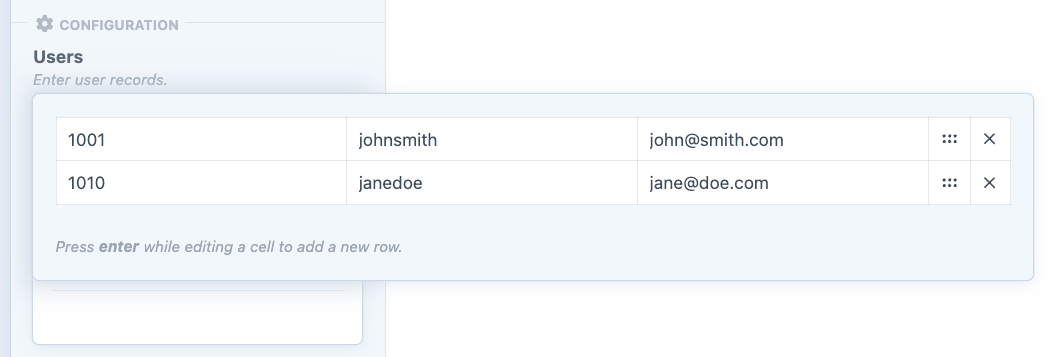 CONFIGURATION
Users
Enter user records.
1001 johnsmith john@smith.com
1010 janedoe jane@doe.com
Press enter while editing a cell to add a new row.